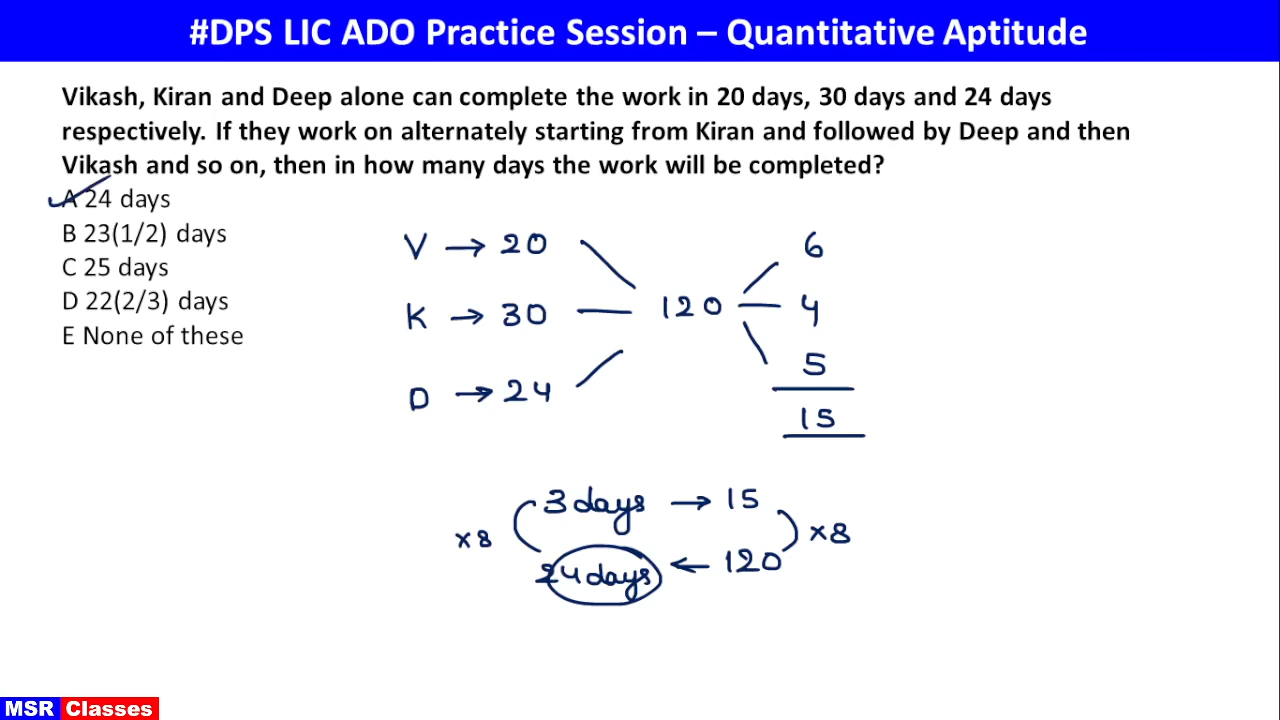 #DPS LIC ADO Practice Session – Quantitative Aptitude
Vikash, Kiran and Deep alone can complete the work in 20 days, 30 days and 24 days
respectively. If they work on alternately starting from Kiran and followed by Deep and then
Vikash and so on, then in how many days the work will be completed?
A 24 days
B 23(1/2) days
C 25 days
D 22(2/3) days
E None of these
V → 20
K → 30
D → 24
120
6
4
5
15
3 days → 15
×8
×8
24 days ← 120
MSR Classes